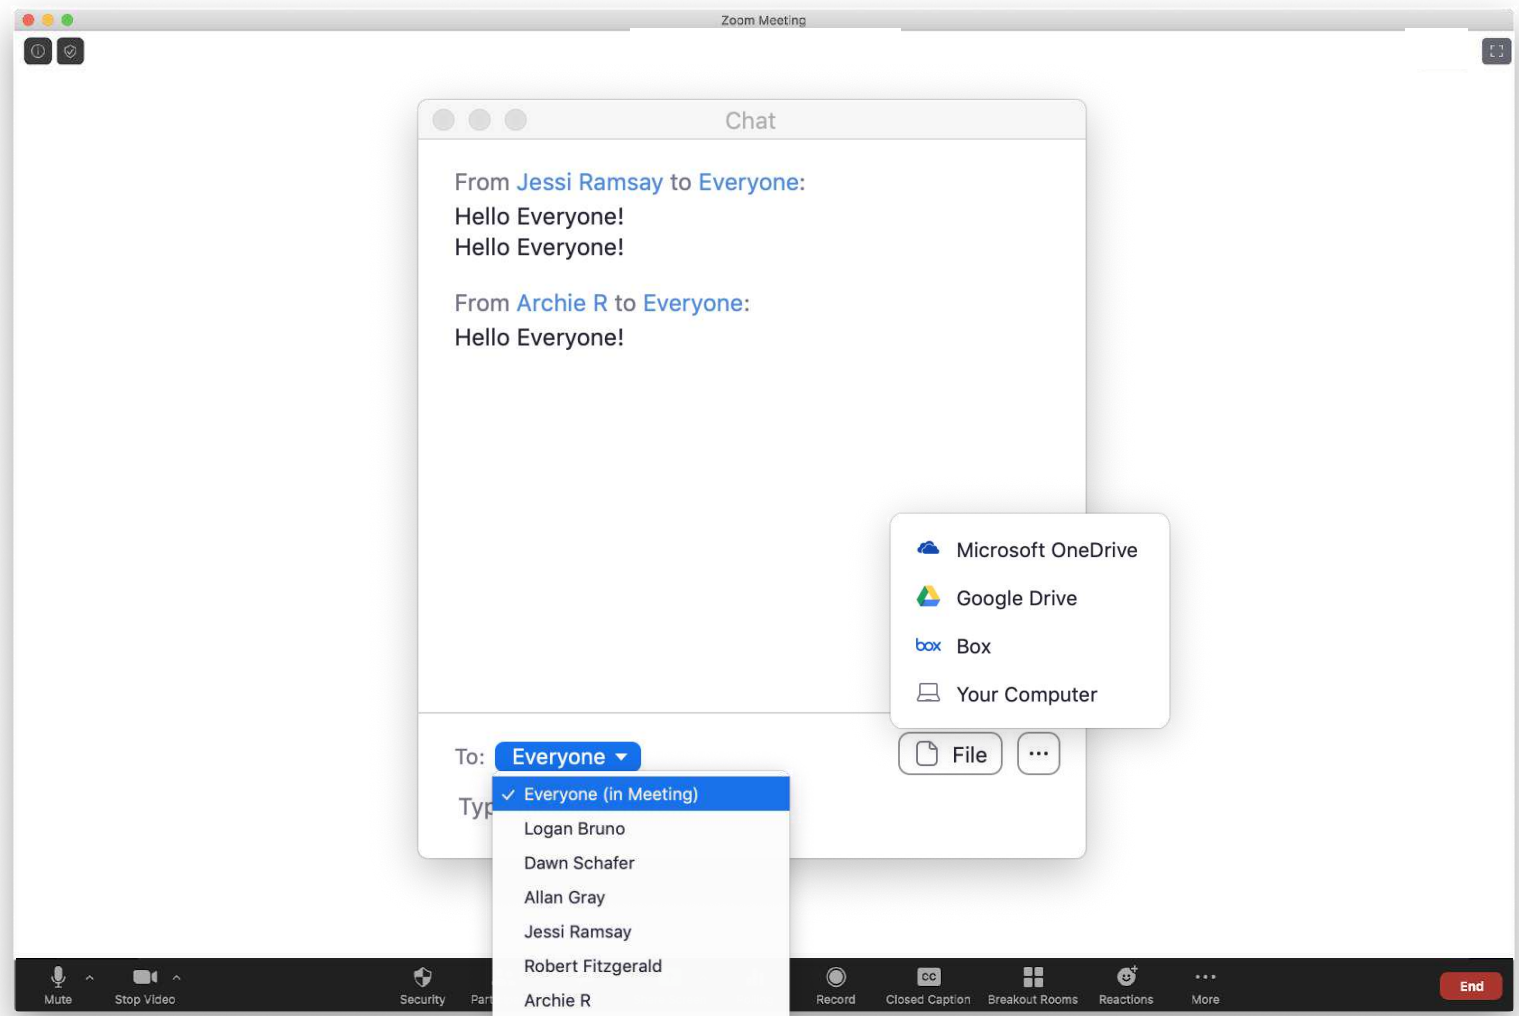 Zoom Meeting
Chat
From Jessi Ramsay to Everyone:
Hello Everyone!
Hello Everyone!
From Archie R to Everyone:
Hello Everyone!
Microsoft OneDrive
Google Drive
box Box
Your Computer
To: Everyone
File
Typ
Everyone (in Meeting)
Logan Bruno
Dawn Schafer
Allan Gray
Jessi Ramsay
Robert Fitzgerald
Archie R
Mute
Stop Video
Security
Part
Record
CC
Closed Caption
Breakout Rooms
Reactions
More
End